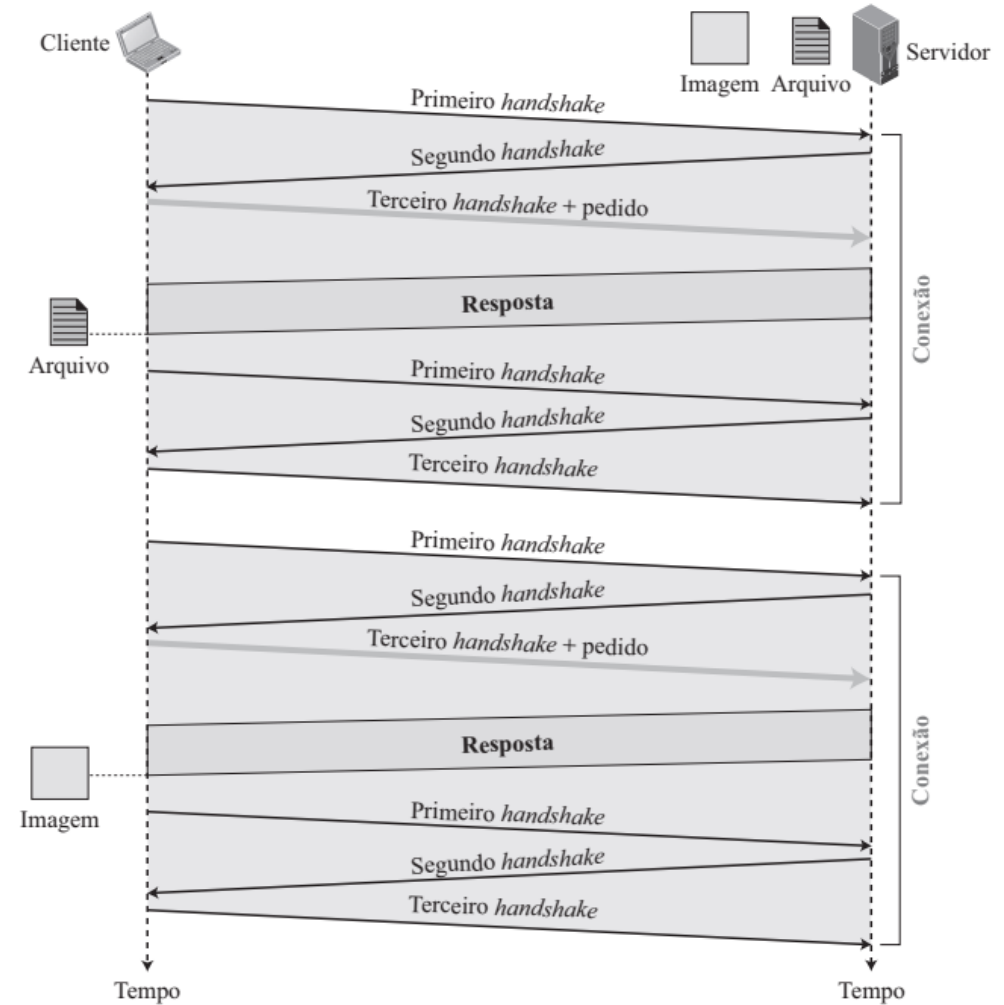 Cliente
Servidor
Imagem
Arquivo
Primeiro handshake
Segundo handshake
Terceiro handshake + pedido
Resposta
Arquivo
Conexão
Primeiro handshake
Segundo handshake
Terceiro handshake
Primeiro handshake
Segundo handshake
Terceiro handshake + pedido
Resposta
Imagem
Conexão
Primeiro handshake
Segundo handshake
Terceiro handshake
Tempo
Tempo